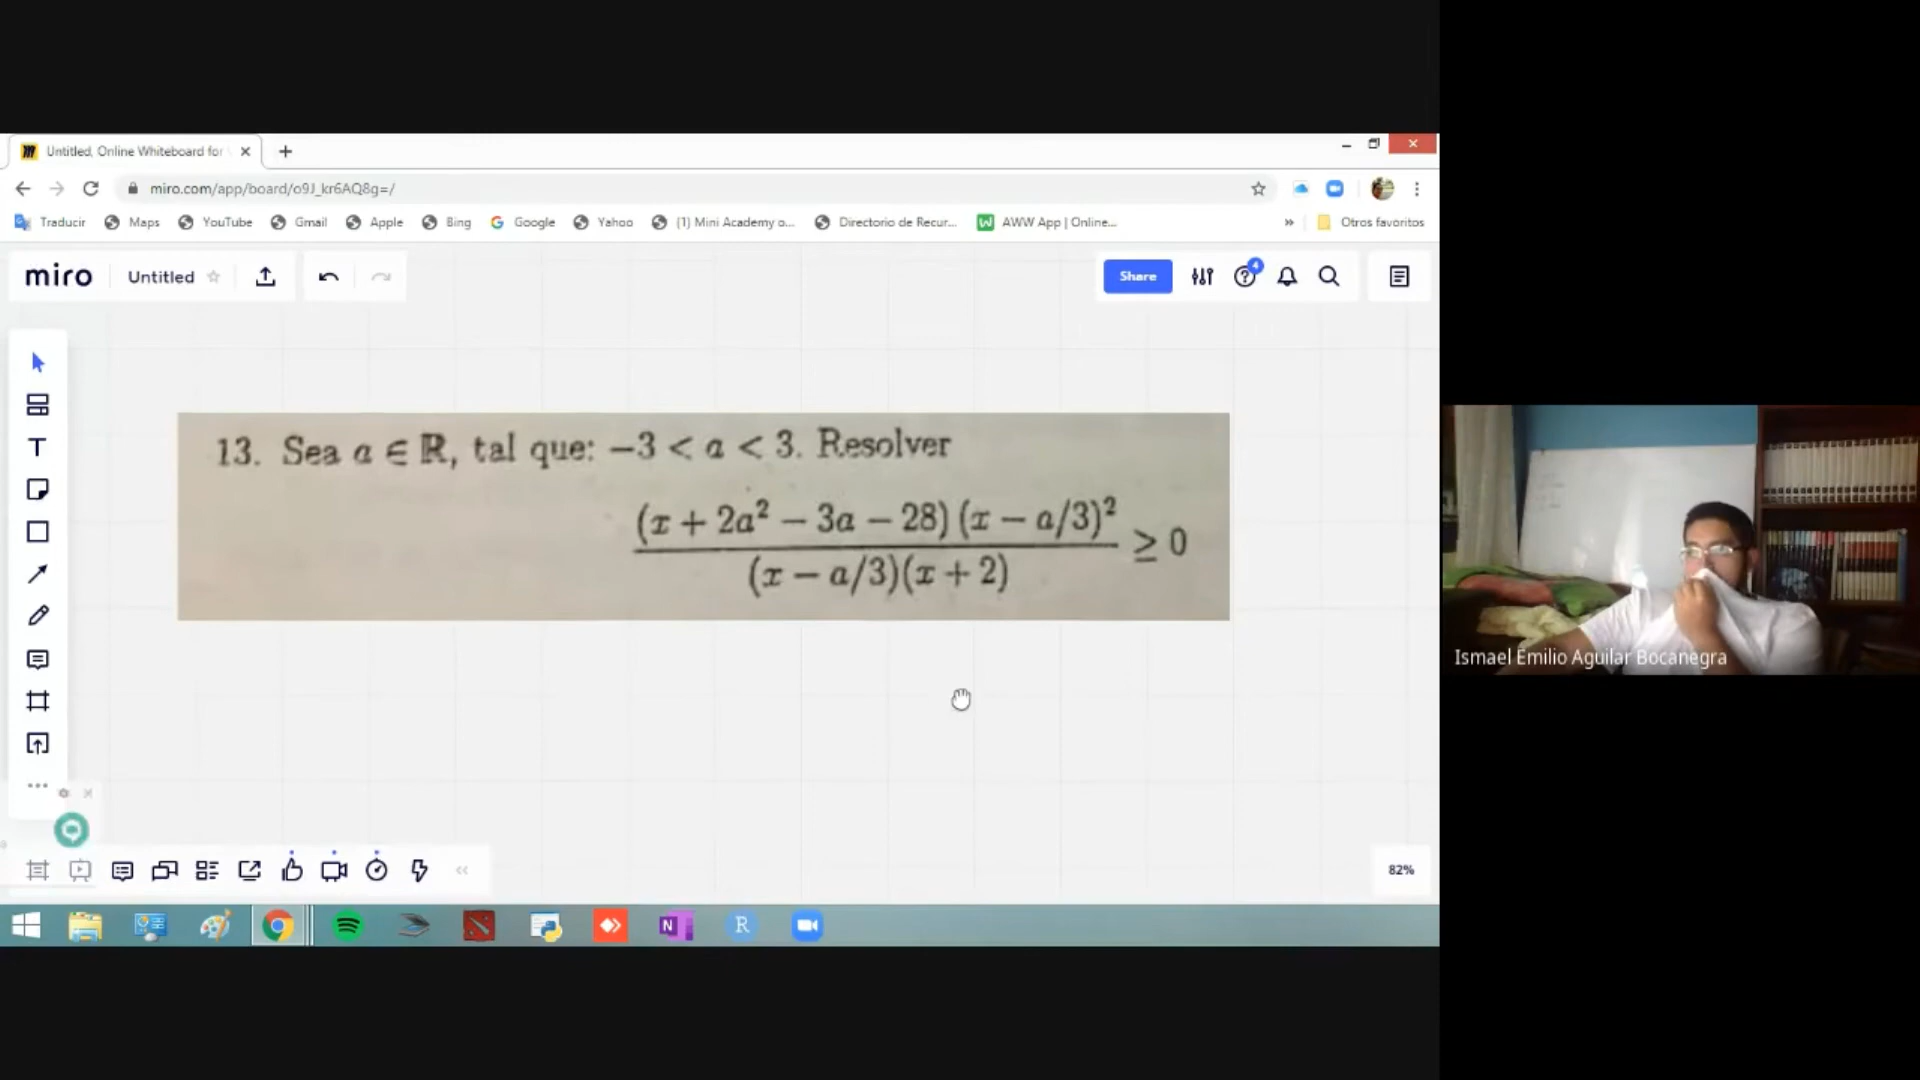 Untitled, Online Whiteboard for
miro.com/app/board/o9J_kr6AQ8g=/
Traducir Maps YouTube Gmail Apple Bing Google Yahoo (1) Mini Academy o... Directorio de Recur... AWW App | Online... » Otros favoritos
miro Untitled Share 4
13. Sea a ∈ ℝ, tal que: −3 < a < 3. Resolver
(x + 2a² − 3a − 28) (x − a/3)²
≥ 0
(x − a/3)(x + 2)
Ismael Emilio Aguilar Bocanegra
82%
N R